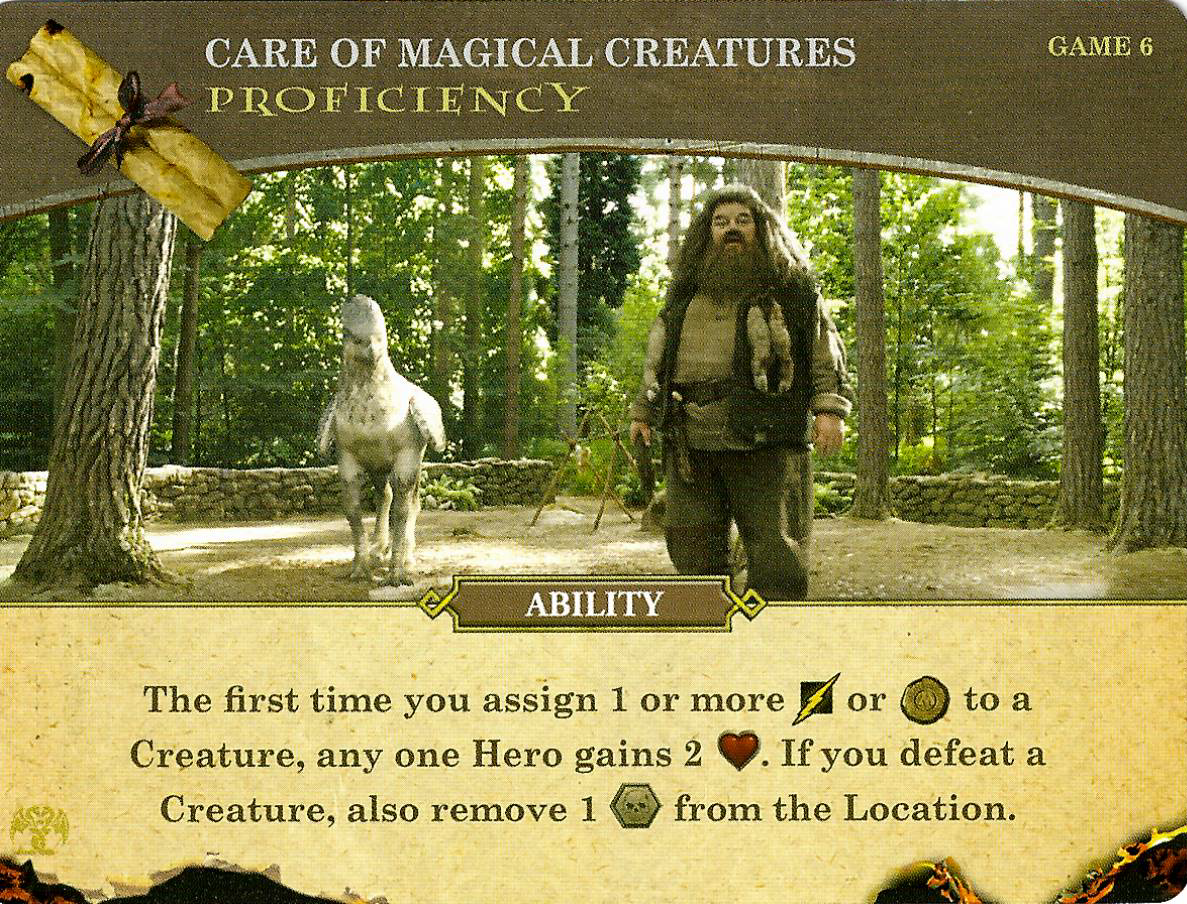 CARE OF MAGICAL CREATURES
GAME 6
PROFICIENCY
ABILITY
The first time you assign 1 or more or to a
Creature, any one Hero gains 2 . If you defeat a
Creature, also remove 1 from the Location.